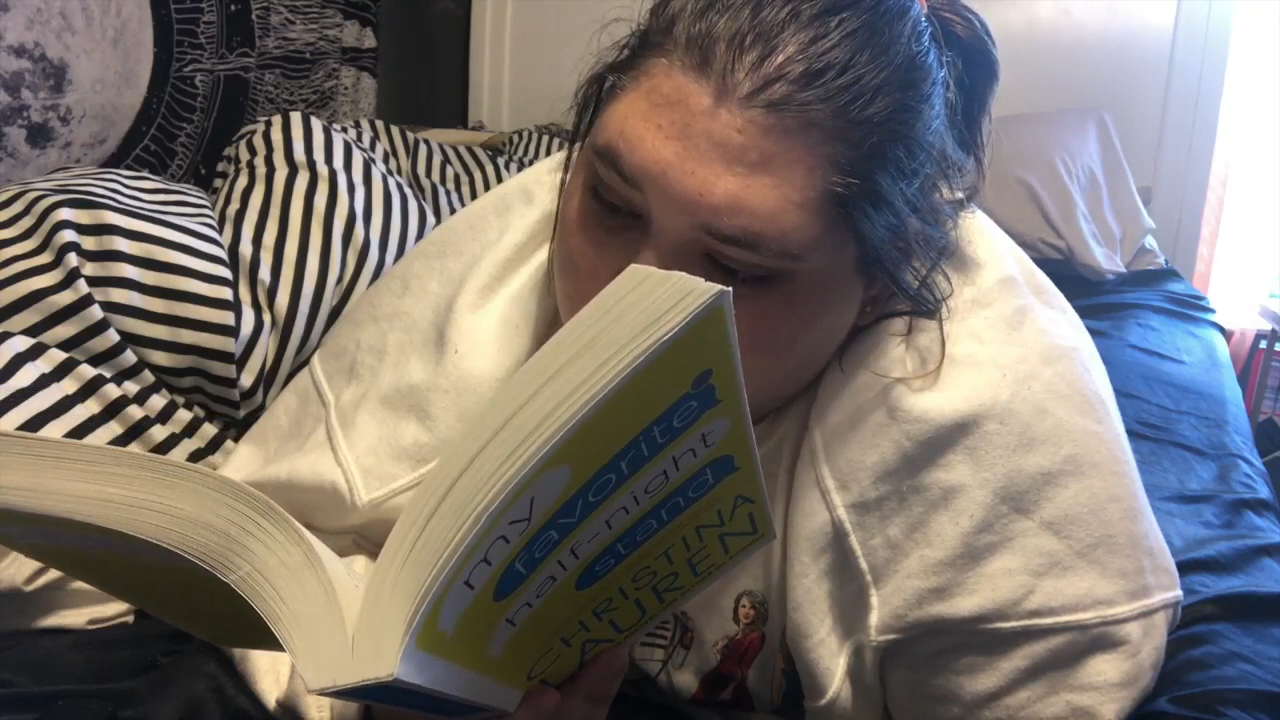 my
favorite
half-night
stand
CHRISTINA
LAUREN